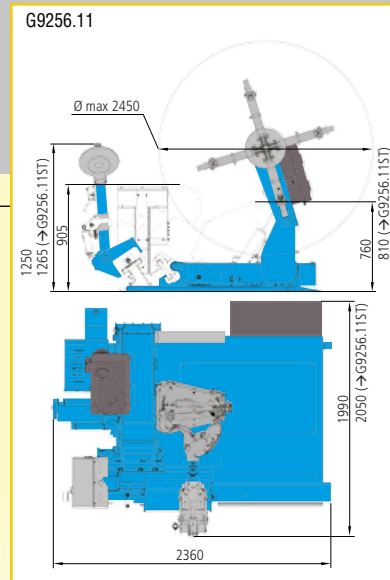 G9256.11
Ø max 2450
1250
1265 (→G9256.11ST)
905
760
810 (→G9256.11ST)
1990
2050 (→G9256.11ST)
2360